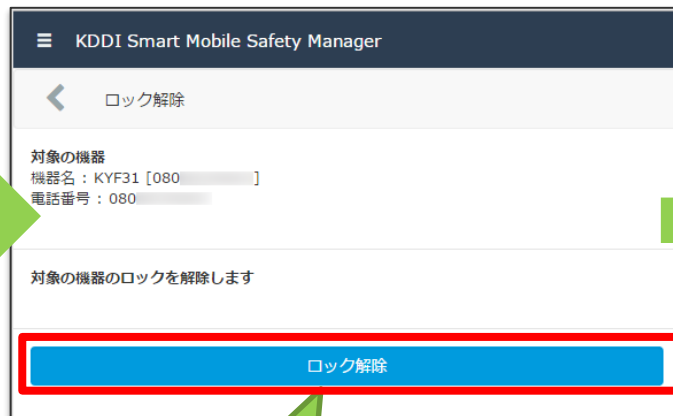 KDDI Smart Mobile Safety Manager
ロック解除
対象の機器
機器名 : KYF31 [080 ]
電話番号 : 080
対象の機器のロックを解除します
ロック解除